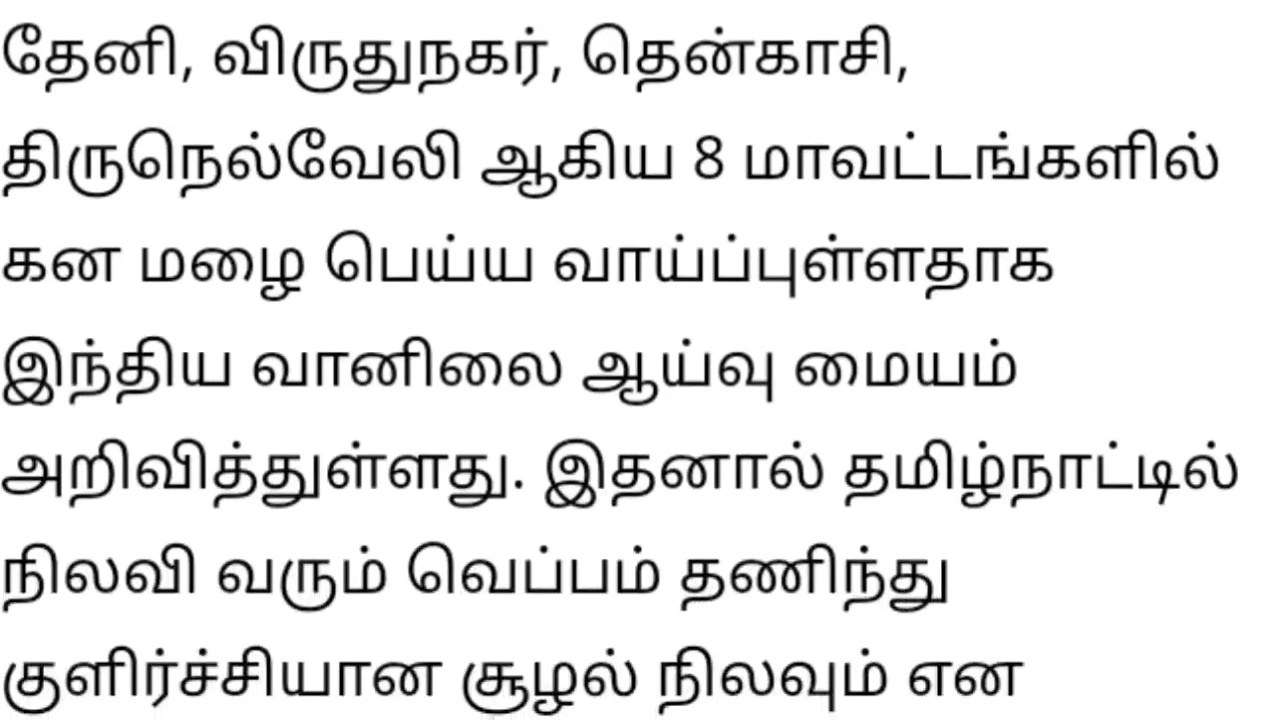 தேனி, விருதுநகர், தென்காசி,
திருநெல்வேலி ஆகிய 8 மாவட்டங்களில்
கன மழை பெய்ய வாய்ப்புள்ளதாக
இந்திய வானிலை ஆய்வு மையம்
அறிவித்துள்ளது. இதனால் தமிழ்நாட்டில்
நிலவி வரும் வெப்பம் தணிந்து
குளிர்ச்சியான சூழல் நிலவும் என